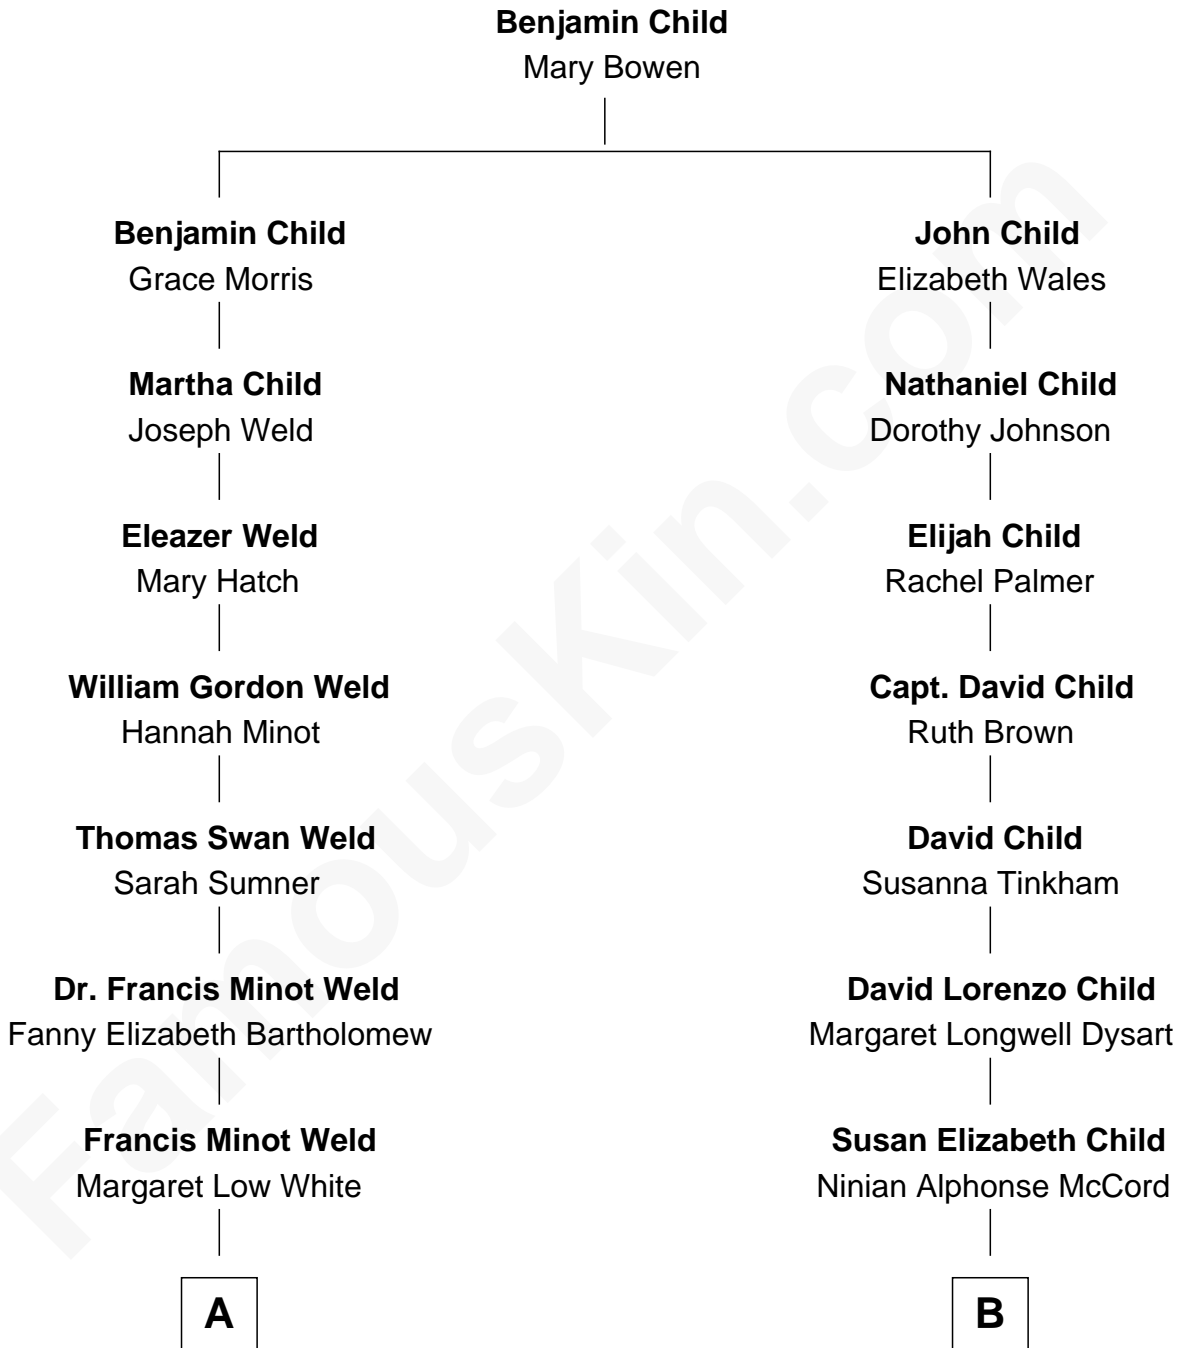 Benjamin Child
Mary Bowen
Benjamin Child
Grace Morris
Martha Child
Joseph Weld
Eleazer Weld
Mary Hatch
William Gordon Weld
Hannah Minot
Thomas Swan Weld
Sarah Sumner
Dr. Francis Minot Weld
Fanny Elizabeth Bartholomew
Francis Minot Weld
Margaret Low White
A
John Child
Elizabeth Wales
Nathaniel Child
Dorothy Johnson
Elijah Child
Rachel Palmer
Capt. David Child
Ruth Brown
David Child
Susanna Tinkham
David Lorenzo Child
Margaret Longwell Dysart
Susan Elizabeth Child
Ninian Alphonse McCord
B
FamousKin.com